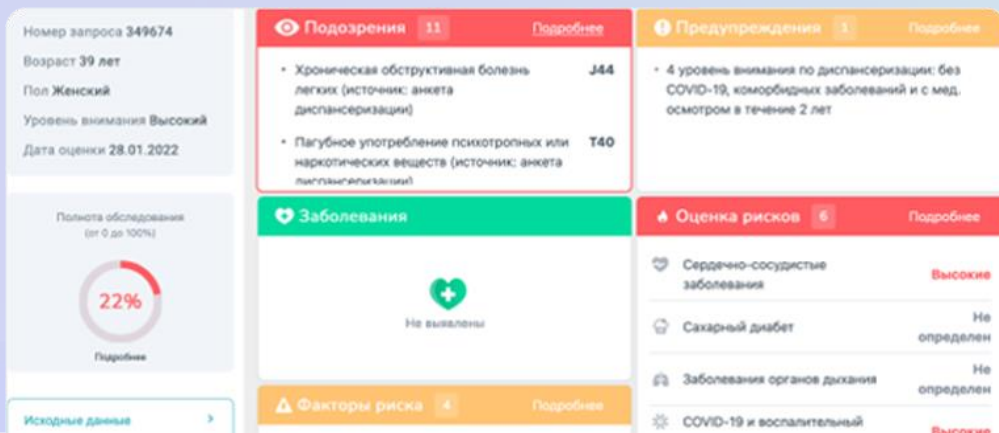 Номер запроса 349674
Возраст 39 лет
Пол Женский
Уровень внимания Высокий
Дата оценки 28.01.2022
Полнота обследования
(от 0 до 100%)
22%
Подробнее
Исходные данные
Подозрения 11 Подробнее
Хроническая обструктивная болезнь J44
легких (источник: анкета
диспансеризации)
Пагубное употребление психотропных или T40
наркотических веществ (источник: анкета
диспансеризации)
Заболевания
Не выявлены
Факторы риска 4 Подробнее
Предупреждения 1 Подробнее
4 уровень внимания по диспансеризации: без
COVID-19, коморбидных заболеваний и с мед.
осмотром в течение 2 лет
Оценка рисков 6 Подробнее
Сердечно-сосудистые
заболевания
Высокие
Сахарный диабет
Не
определен
Заболевания органов дыхания
Не
определен
COVID-19 и воспалительный
Высокие